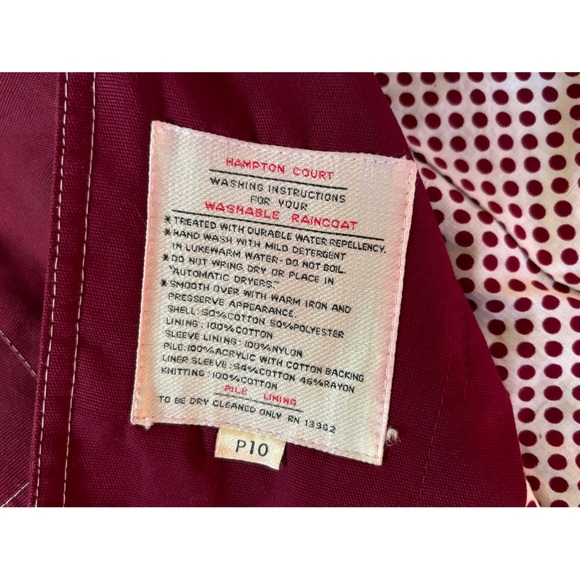 HAMPTON COURT
WASHING INSTRUCTIONS
FOR YOUR
WASHABLE RAINCOAT
*TREATED WITH DURABLE WATER REPELLENCY.
*HAND WASH WITH MILD DETERGENT
IN LUKEWARM WATER-DO NOT BOIL.
*DO NOT WRING DRY OR PLACE IN
"AUTOMATIC DRYERS."
*SMOOTH OVER WITH WARM IRON AND
PRESERVE APPEARANCE.
SHELL: 50%COTTON 50%POLYESTER
LINING: 100%COTTON
SLEEVE LINING: 100%NYLON
PILE: 100%ACRYLIC WITH COTTON BACKING
LINER SLEEVE: 54%COTTON 46%RAYON
KNITTING: 100%COTTON
PILE LINING
TO BE DRY CLEANED ONLY RN 13962
P10